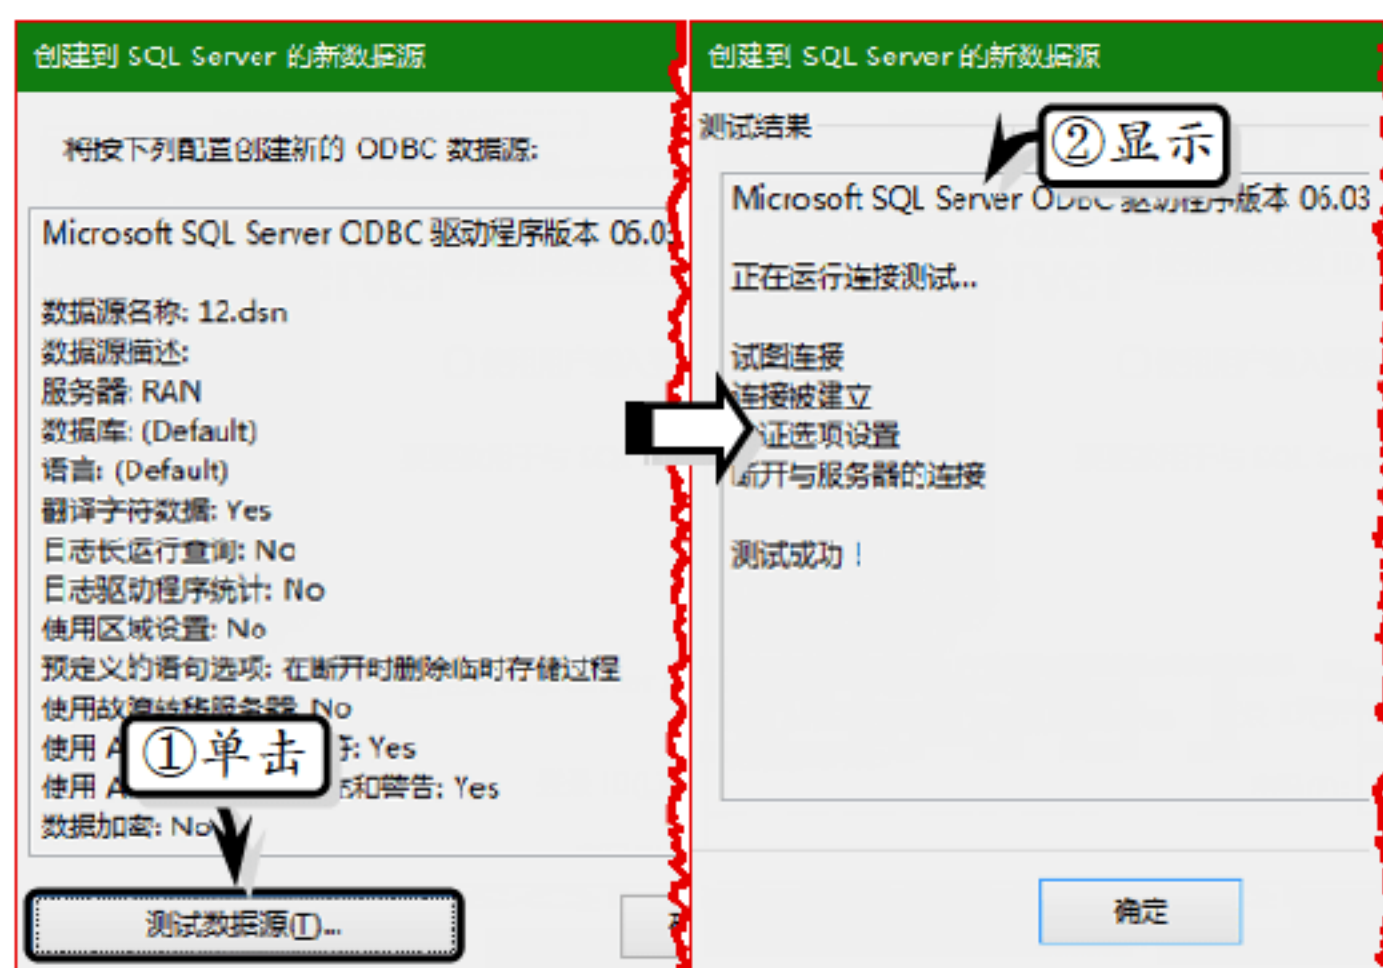 创建到 SQL Server 的新数据源
将按下列配置创建新的 ODBC 数据源:
Microsoft SQL Server ODBC 驱动程序版本 06.03
数据源名称: 12.dsn
数据源描述:
服务器: RAN
数据库: (Default)
语言: (Default)
翻译字符数据: Yes
日志长运行查询: No
日志驱动程序统计: No
使用区域设置: No
预定义的语句选项: 在断开时删除临时存储过程
使用故障转移服务器: No
使用 A 符: Yes
使用 A 和警告: Yes
数据加密: No
①单击
测试数据源(T)...
创建到 SQL Server 的新数据源
测试结果
②显示
Microsoft SQL Server ODBC 驱动程序版本 06.03
正在运行连接测试...
试图连接
连接被建立
证选项设置
断开与服务器的连接
测试成功！
确定